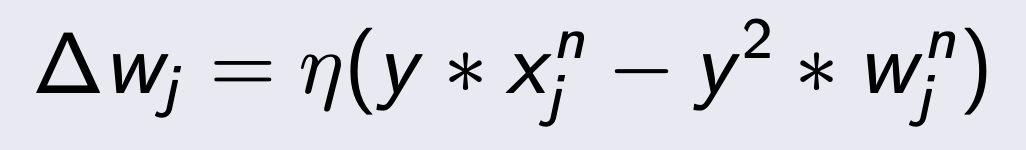 Δw_j = η(y * x_j^n − y^2 * w_j^n)